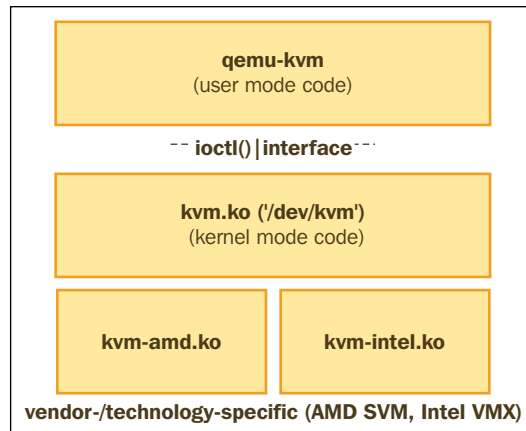 qemu-kvm
(user mode code)
ioctl()|interface
kvm.ko ('/dev/kvm')
(kernel mode code)
kvm-amd.ko
kvm-intel.ko
vendor-/technology-specific (AMD SVM, Intel VMX)